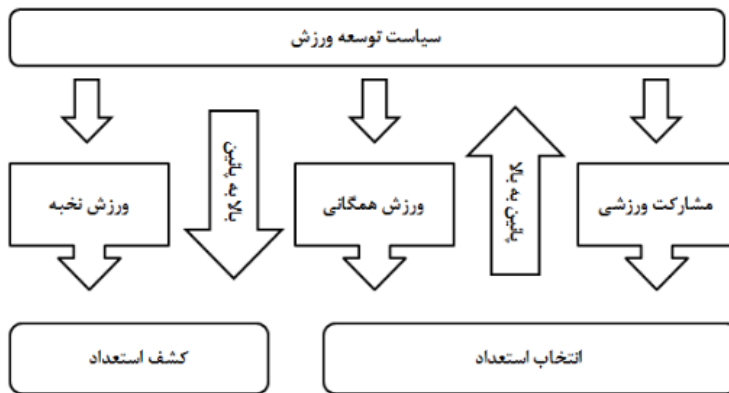 سیاست توسعه ورزش
مشارکت ورزشی
پائین به بالا
ورزش همگانی
بالا به پائین
ورزش نخبه
انتخاب استعداد
کشف استعداد